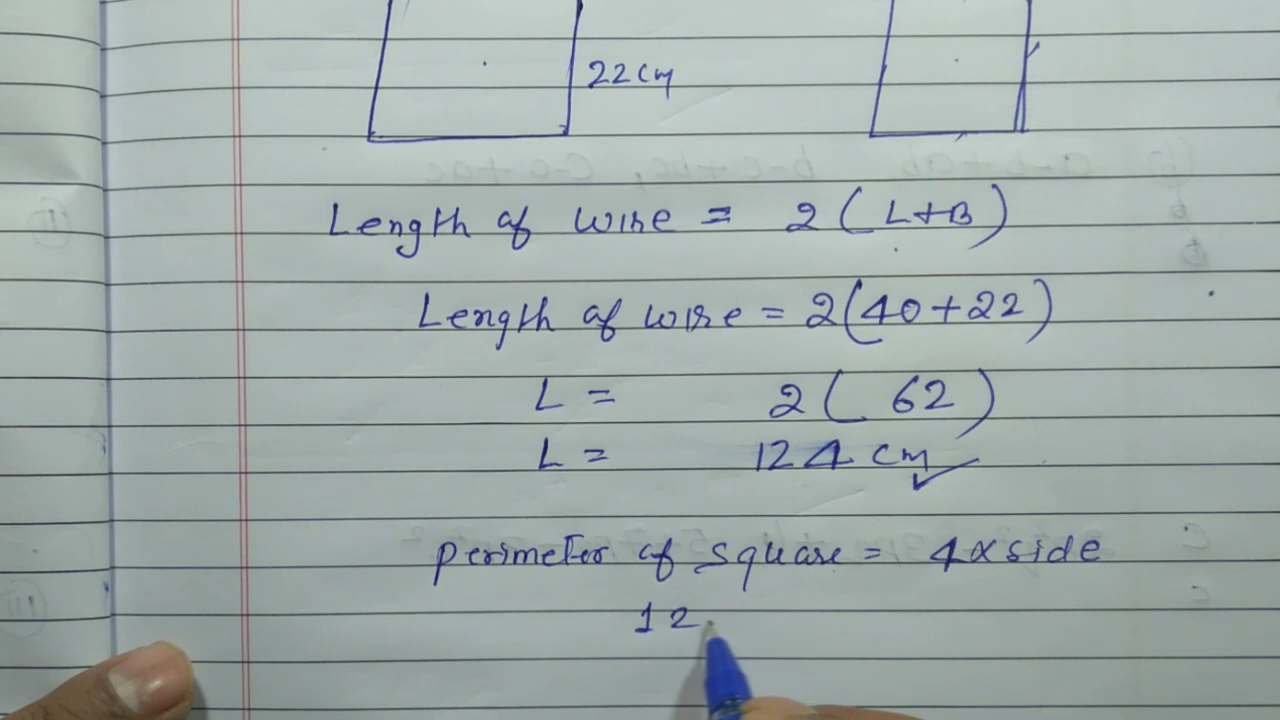 22 cm
Length of wire = 2 ( L+B )
Length of wire = 2(40+22)
L = 2 ( 62 )
L = 124 cm
perimeter of square = 4 x side
12